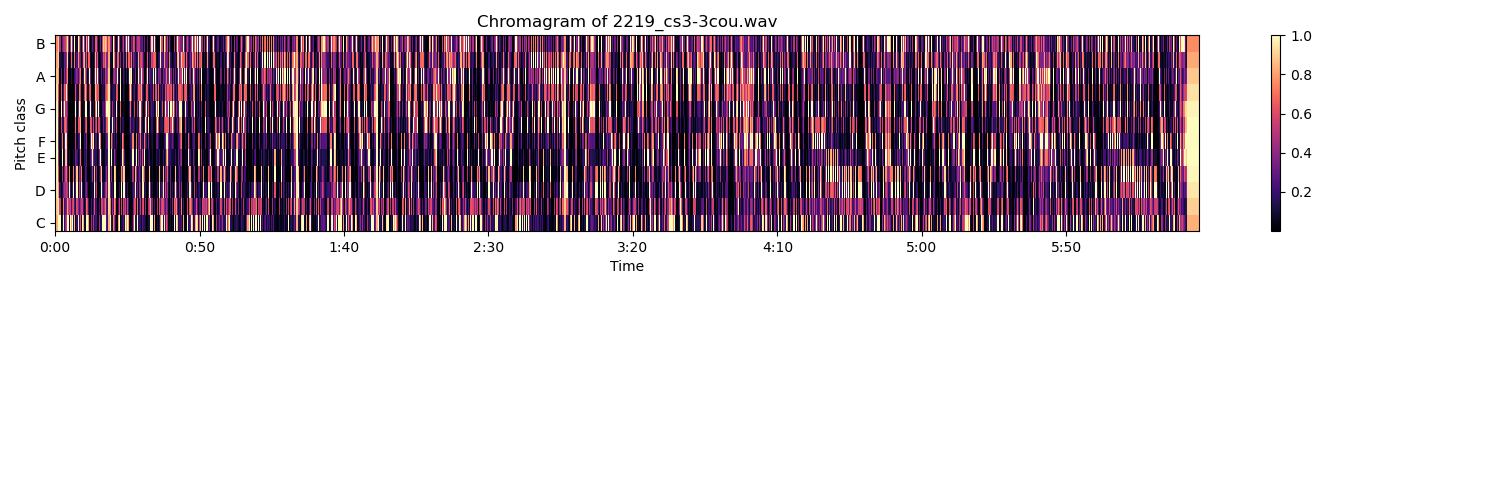 Chromagram of 2219_cs3-3cou.wav
Pitch class
B
A
G
F
E
D
C
0:00 0:50 1:40 2:30 3:20 4:10 5:00 5:50
Time
1.0
0.8
0.6
0.4
0.2